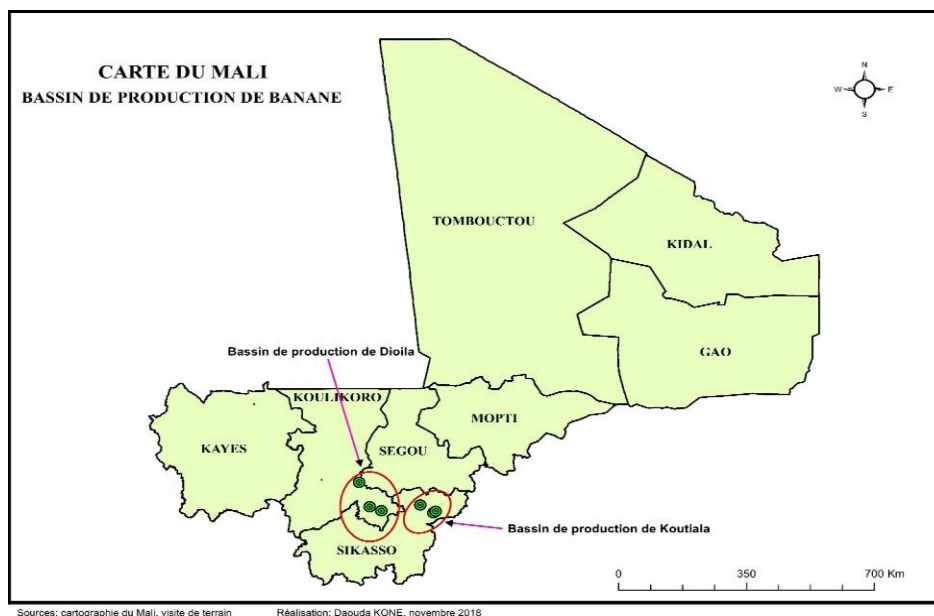 CARTE DU MALI
BASSIN DE PRODUCTION DE BANANE
N
W E
S
TOMBOUCTOU
KIDAL
GAO
Bassin de production de Dioila
KOULIKORO
MOPTI
KAYES
SEGOU
Bassin de production de Koutiala
SIKASSO
0 350 700 Km
Sources: cartographie du Mali, visite de terrain Réalisation: Daouda KONE, novembre 2018